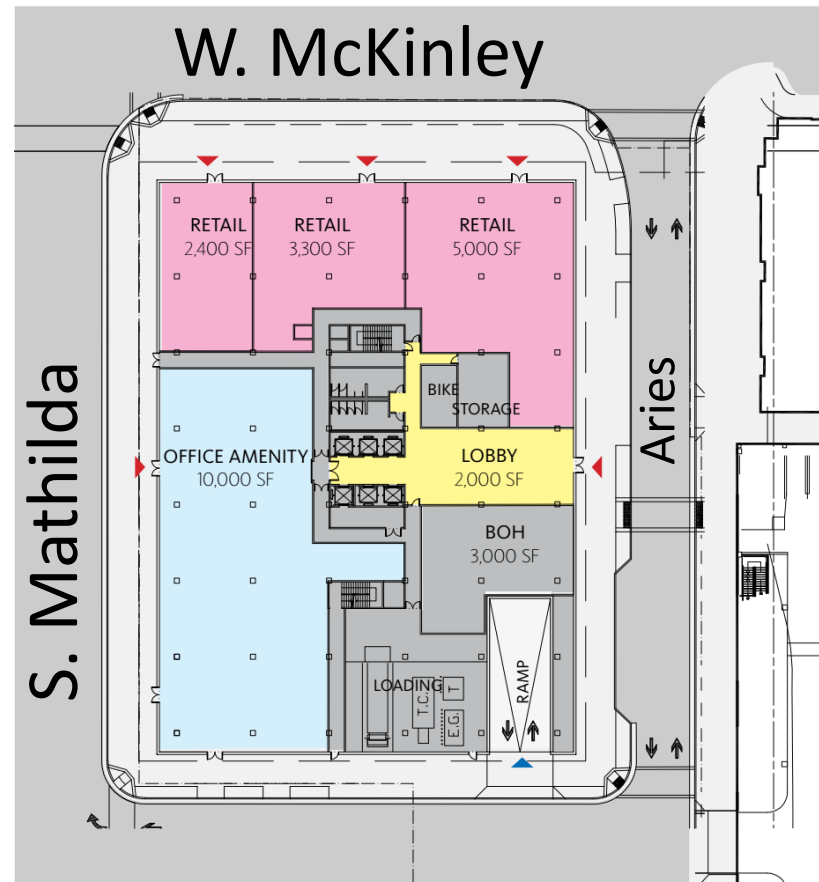 W. McKinley
RETAIL
2,400 SF
RETAIL
3,300 SF
RETAIL
5,000 SF
S. Mathilda
Aries
BIKE
STORAGE
OFFICE AMENITY
10,000 SF
LOBBY
2,000 SF
BOH
3,000 SF
LOADING
T.C.
T
E.G.
RAMP